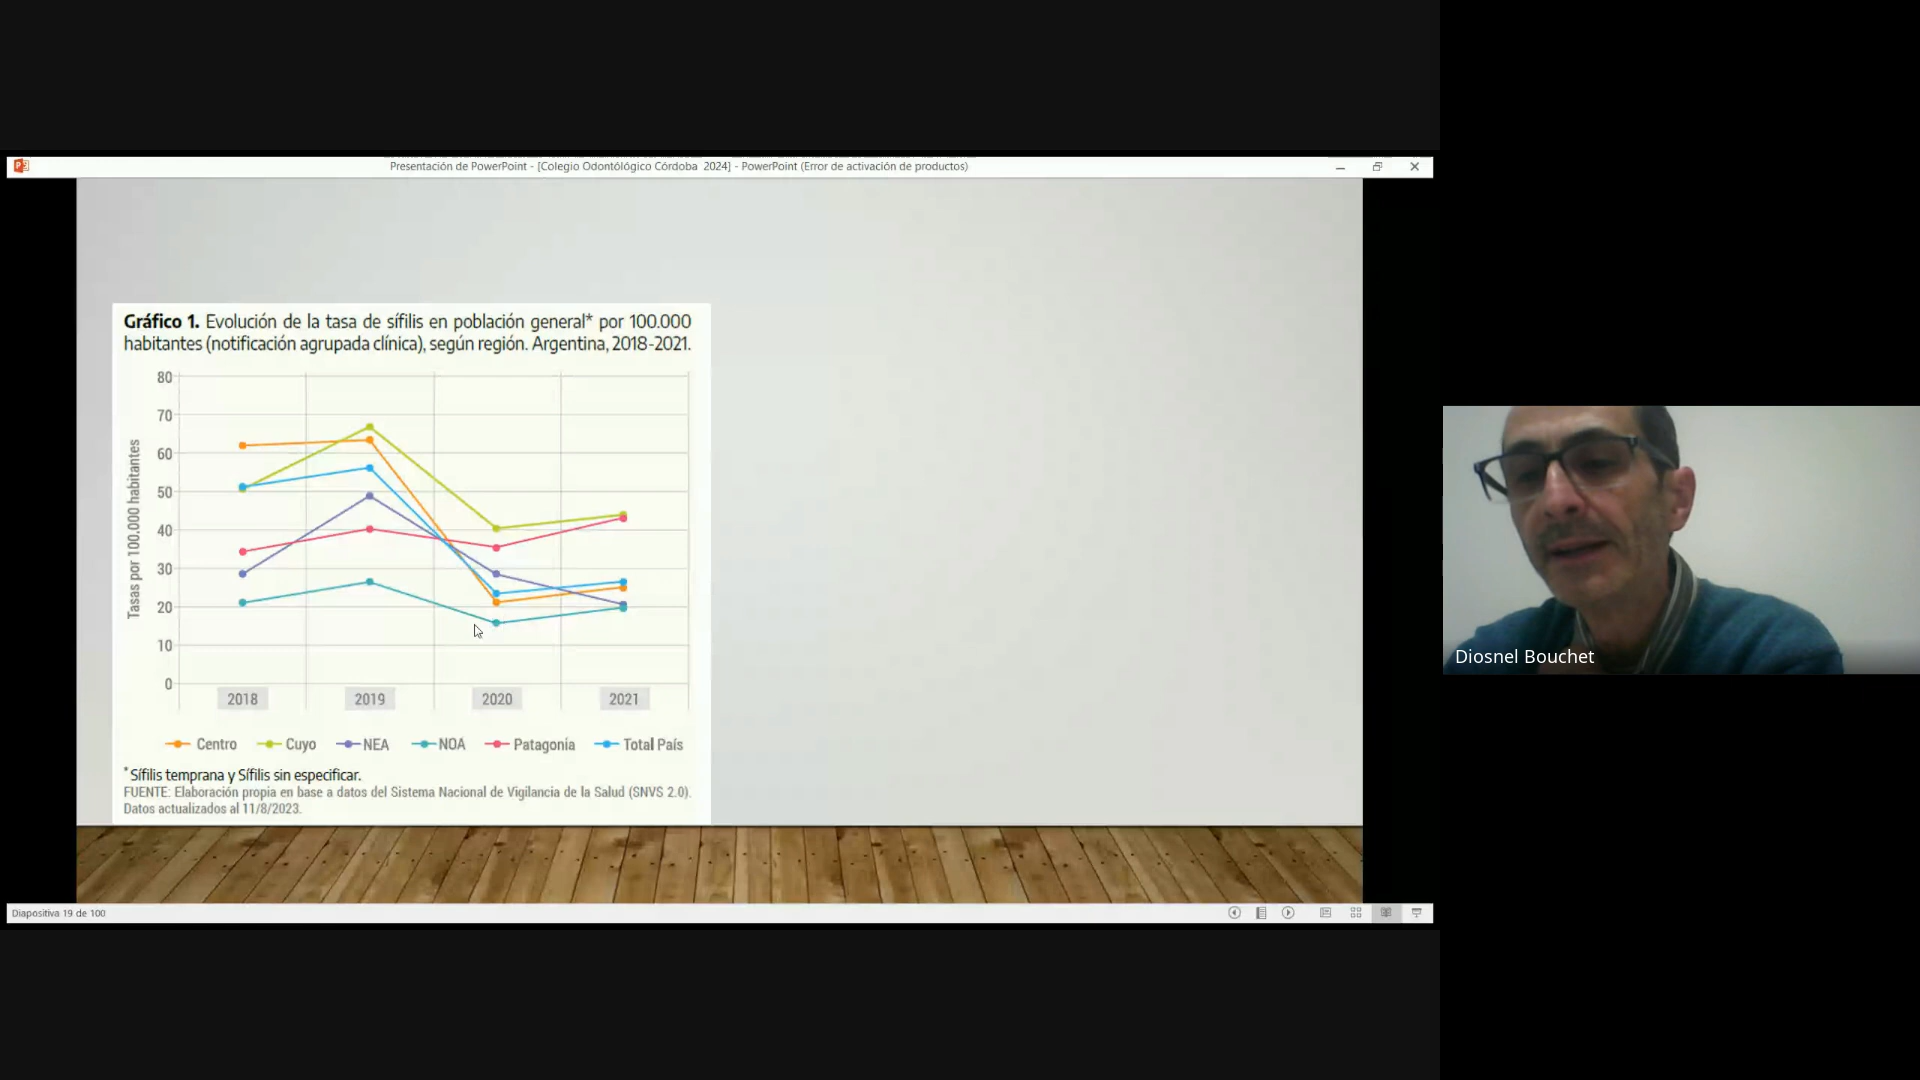 Presentación de PowerPoint - [Colegio Odontólógico Córdoba  2024] - PowerPoint (Error de activación de productos)
Gráfico 1. Evolución de la tasa de sífilis en población general* por 100.000
habitantes (notificación agrupada clínica), según región. Argentina, 2018-2021.
Tasas por 100.000 habitantes
80
70
60
50
40
30
20
10
0
2018 2019 2020 2021
Centro Cuyo NEA NOA Patagonia Total País
* Sífilis temprana y Sífilis sin especificar.
FUENTE: Elaboración propia en base a datos del Sistema Nacional de Vigilancia de la Salud (SNVS 2.0).
Datos actualizados al 11/8/2023.
Diapositiva 19 de 100
Diosnel Bouchet